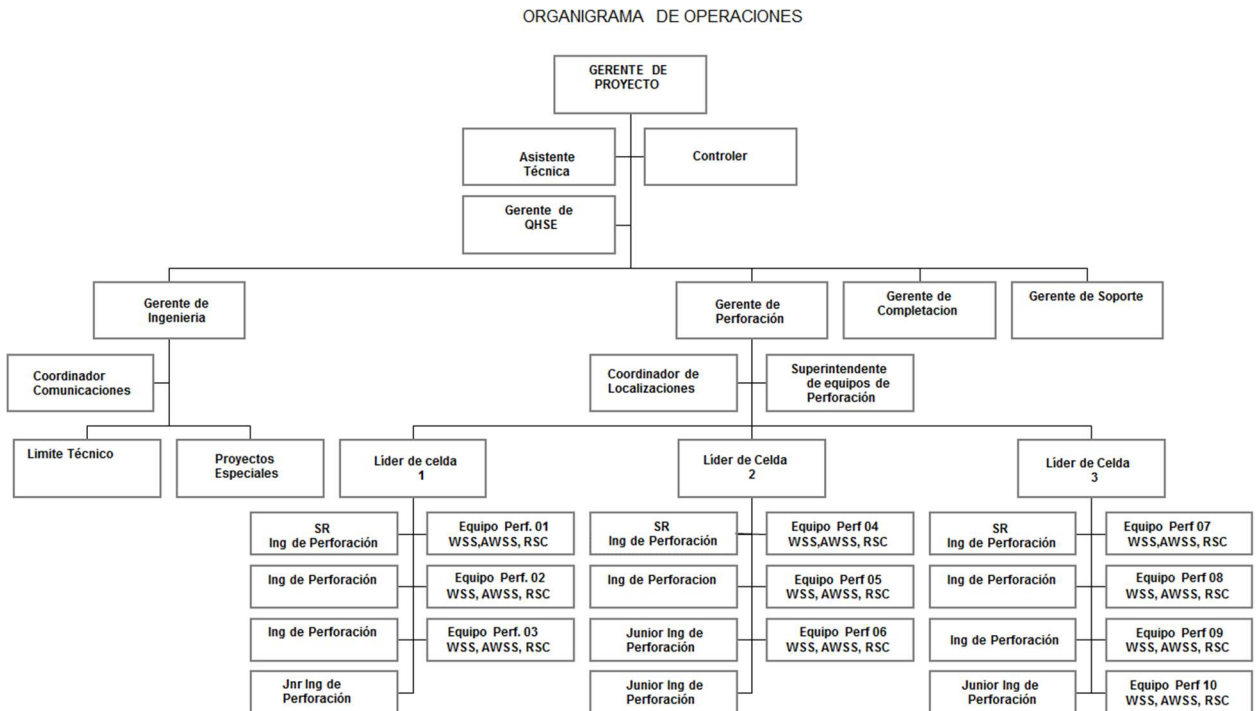 ORGANIGRAMA DE OPERACIONES
GERENTE DE
PROYECTO
Asistente
Técnica
Controler
Gerente de
QHSE
Gerente de
Ingenieria
Gerente de
Perforación
Gerente de
Completacion
Gerente de Soporte
Coordinador
Comunicaciones
Coordinador de
Localizaciones
Superintendente
de equipos de
Perforación
Limite Técnico
Proyectos
Especiales
Líder de celda
1
Líder de Celda
2
Líder de Celda
3
SR
Ing de Perforación
Equipo Perf. 01
WSS,AWSS, RSC
Ing de Perforación
Equipo Perf. 02
WSS, AWSS, RSC
Ing de Perforación
Equipo Perf. 03
WSS, AWSS, RSC
Jnr Ing de
Perforación
SR
Ing de Perforación
Equipo Perf 04
WSS,AWSS, RSC
Ing de Perforacion
Equipo Perf 05
WSS, AWSS, RSC
Junior Ing de
Perforación
Equipo Perf 06
WSS, AWSS, RSC
Junior Ing de
Perforación
SR
Ing de Perforación
Equipo Perf 07
WSS,AWSS, RSC
Ing de Perforación
Equipo Perf 08
WSS, AWSS, RSC
Ing de Perforación
Equipo Perf 09
WSS, AWSS, RSC
Junior Ing de
Perforación
Equipo Perf 10
WSS, AWSS, RSC